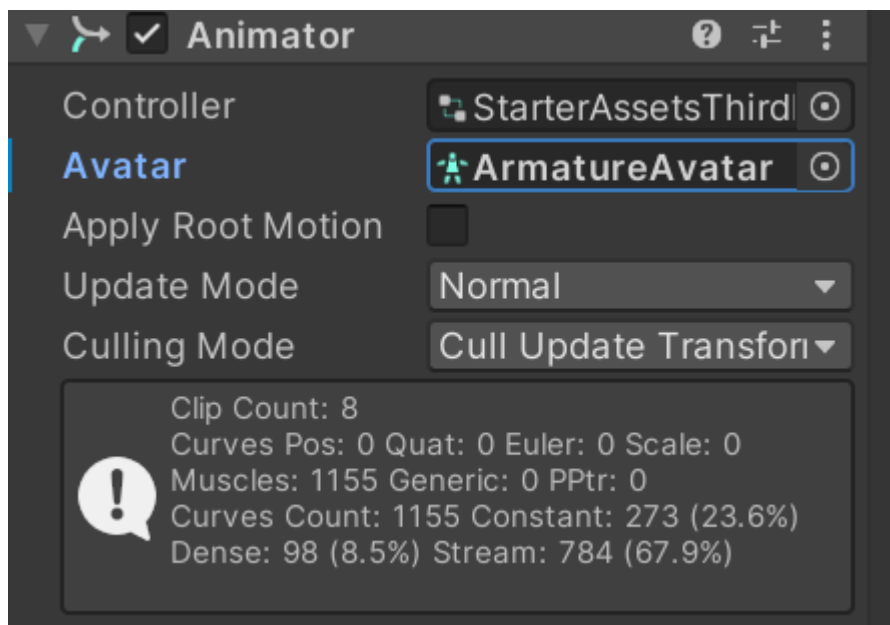 Animator
Controller StarterAssetsThird
Avatar ArmatureAvatar
Apply Root Motion
Update Mode Normal
Culling Mode Cull Update Transfor
Clip Count: 8
Curves Pos: 0 Quat: 0 Euler: 0 Scale: 0
Muscles: 1155 Generic: 0 PPtr: 0
Curves Count: 1155 Constant: 273 (23.6%)
Dense: 98 (8.5%) Stream: 784 (67.9%)